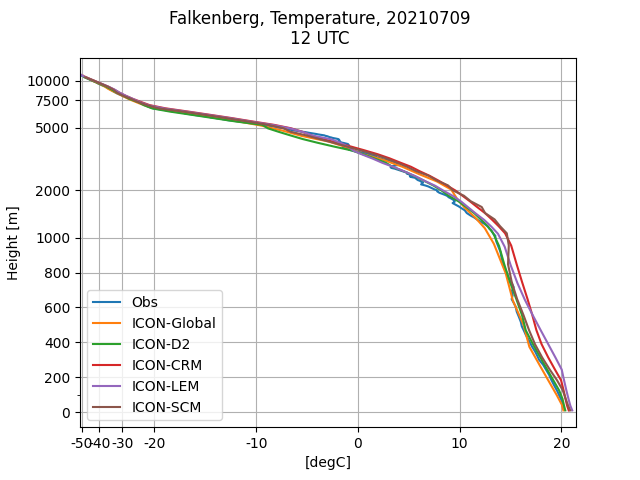 Falkenberg, Temperature, 20210709
12 UTC
Height [m]
10000
7500
5000
2000
1000
800
600
400
200
0
Obs
ICON-Global
ICON-D2
ICON-CRM
ICON-LEM
ICON-SCM
-50 -40 -30 -20 -10 0 10 20
[degC]